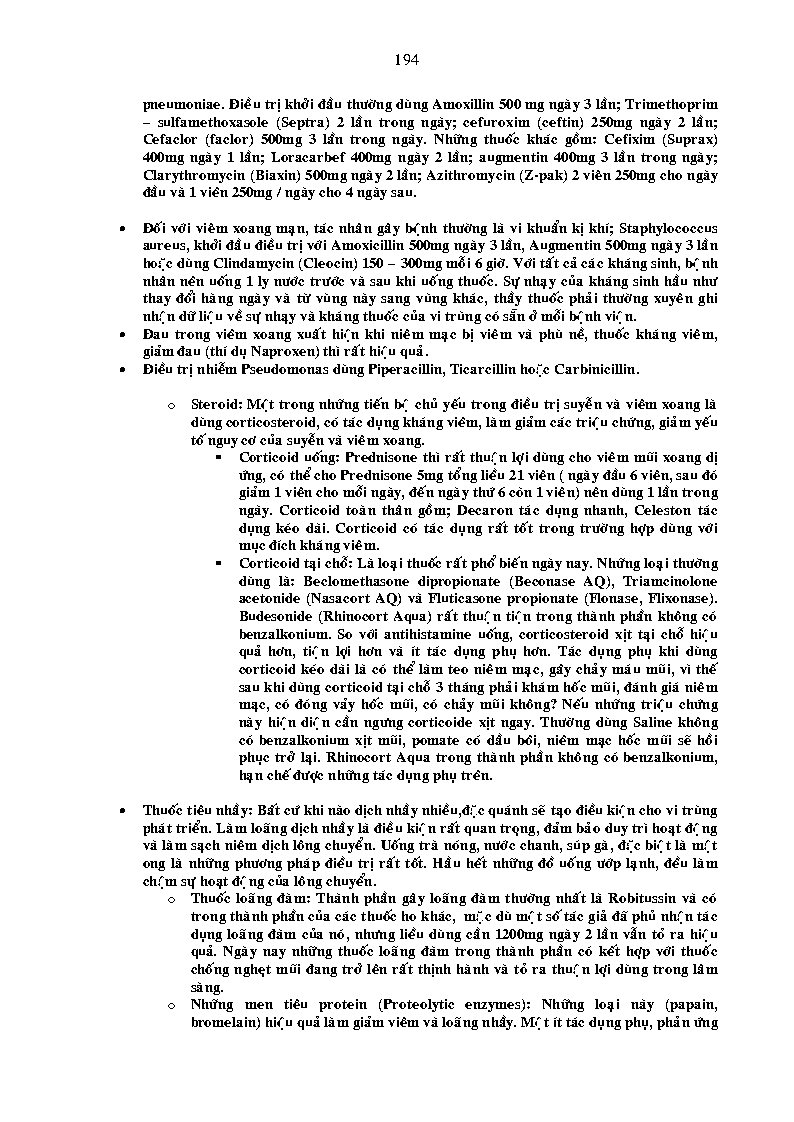 194
pneumoniae. Điều trị khởi đầu thường dùng Amoxillin 500 mg ngày 3 lần; Trimethoprim
– sulfamethoxasole (Septra) 2 lần trong ngày; cefuroxim (ceftin) 250mg ngày 2 lần;
Cefaclor (faclor) 500mg 3 lần trong ngày. Những thuốc khác gồm: Cefixim (Suprax)
400mg ngày 1 lần; Loracarbef 400mg ngày 2 lần; augmentin 400mg 3 lần trong ngày;
Clarythromycin (Biaxin) 500mg ngày 2 lần; Azithromycin (Z-pak) 2 viên 250mg cho ngày
đầu và 1 viên 250mg / ngày cho 4 ngày sau.
• Đối với viêm xoang mạn, tác nhân gây bệnh thường là vi khuẩn kị khí; Staphylococcus
aureus, khởi đầu điều trị với Amoxicillin 500mg ngày 3 lần, Augmentin 500mg ngày 3 lần
hoặc dùng Clindamycin (Cleocin) 150 – 300mg mỗi 6 giờ. Với tất cả các kháng sinh, bệnh
nhân nên uống 1 ly nước trước và sau khi uống thuốc. Sự nhạy của kháng sinh hầu như
thay đổi hàng ngày và từ vùng này sang vùng khác, thầy thuốc phải thường xuyên ghi
nhận dữ liệu về sự nhạy và kháng thuốc của vi trùng có sẵn ở mỗi bệnh viện.
• Đau trong viêm xoang xuất hiện khi niêm mạc bị viêm và phù nề, thuốc kháng viêm,
giảm đau (thí dụ Naproxen) thì rất hiệu quả.
• Điều trị nhiễm Pseudomonas dùng Piperacillin, Ticarcillin hoặc Carbinicillin.
o Steroid: Một trong những tiến bộ chủ yếu trong điều trị suyễn và viêm xoang là
dùng corticosteroid, có tác dụng kháng viêm, làm giảm các triệu chứng, giảm yếu
tố nguy cơ của suyễn và viêm xoang.
▪ Corticoid uống: Prednisone thì rất thuận lợi dùng cho viêm mũi xoang dị
ứng, có thể cho Prednisone 5mg tổng liều 21 viên ( ngày đầu 6 viên, sau đó
giảm 1 viên cho mỗi ngày, đến ngày thứ 6 còn 1 viên) nên dùng 1 lần trong
ngày. Corticoid toàn thân gồm; Decaron tác dụng nhanh, Celeston tác
dụng kéo dài. Corticoid có tác dụng rất tốt trong trường hợp dùng với
mục đích kháng viêm.
▪ Corticoid tại chỗ: Là loại thuốc rất phổ biến ngày nay. Những loại thường
dùng là: Beclomethasone dipropionate (Beconase AQ), Triamcinolone
acetonide (Nasacort AQ) và Fluticasone propionate (Flonase, Flixonase).
Budesonide (Rhinocort Aqua) rất thuận tiện trong thành phần không có
benzalkonium. So với antihistamine uống, corticosteroid xịt tại chỗ hiệu
quả hơn, tiện lợi hơn và ít tác dụng phụ hơn. Tác dụng phụ khi dùng
corticoid kéo dài là có thể làm teo niêm mạc, gây chảy máu mũi, vì thế
sau khi dùng corticoid tại chỗ 3 tháng phải khám hốc mũi, đánh giá niêm
mạc, có đóng vảy hốc mũi, có chảy mũi không? Nếu những triệu chứng
này hiện diện cần ngưng corticoide xịt ngay. Thường dùng Saline không
có benzalkonium xịt mũi, pomate có dầu bôi, niêm mạc hốc mũi sẽ hồi
phục trở lại. Rhinocort Aqua trong thành phần không có benzalkonium,
hạn chế được những tác dụng phụ trên.
• Thuốc tiêu nhầy: Bất cứ khi nào dịch nhầy nhiều,đặc quánh sẽ tạo điều kiện cho vi trùng
phát triển. Làm loãng dịch nhầy là điều kiện rất quan trọng, đảm bảo duy trì hoạt động
và làm sạch niêm dịch lông chuyển. Uống trà nóng, nước chanh, súp gà, đặc biệt là mật
ong là những phương pháp điều trị rất tốt. Hầu hết những đồ uống ướp lạnh, đều làm
chậm sự hoạt động của lông chuyển.
o Thuốc loãng đàm: Thành phần gây loãng đàm thường nhất là Robitussin và có
trong thành phần của các thuốc ho khác, mặc dù một số tác giả đã phủ nhận tác
dụng loãng đàm của nó, nhưng liều dùng cần 1200mg ngày 2 lần vẫn tỏ ra hiệu
quả. Ngày nay những thuốc loãng đàm trong thành phần có kết hợp với thuốc
chống nghẹt mũi đang trở lên rất thịnh hành và tỏ ra thuận lợi dùng trong lâm
sàng.
o Những men tiêu protein (Proteolytic enzymes): Những loại này (papain,
bromelain) hiệu quả làm giảm viêm và loãng nhầy. Một ít tác dụng phụ, phản ứng